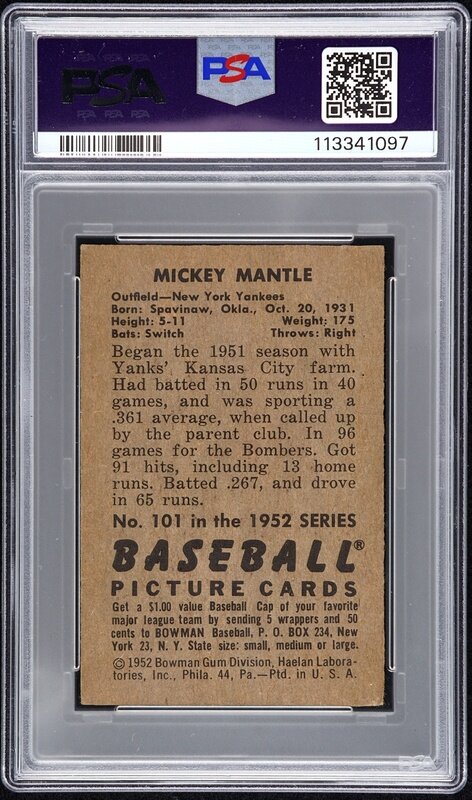 PSA
PSA
113341097
MICKEY MANTLE
Outfield—New York Yankees
Born: Spavinaw, Okla., Oct. 20, 1931
Height: 5-11 Weight: 175
Bats: Switch Throws: Right
Began the 1951 season with
Yanks' Kansas City farm.
Had batted in 50 runs in 40
games, and was sporting a
.361 average, when called up
by the parent club. In 96
games for the Bombers. Got
91 hits, including 13 home
runs. Batted .267, and drove
in 65 runs.
No. 101 in the 1952 SERIES
BASEBALL®
PICTURE CARDS
Get a $1.00 value Baseball Cap of your favorite
major league team by sending 5 wrappers and 50
cents to BOWMAN Baseball, P. O. BOX 234, New
York 23, N. Y. State size: small, medium or large.
© 1952 Bowman Gum Division, Haelan Labora-
tories, Inc., Phila. 44, Pa.—Ptd. in U. S. A.
PSA